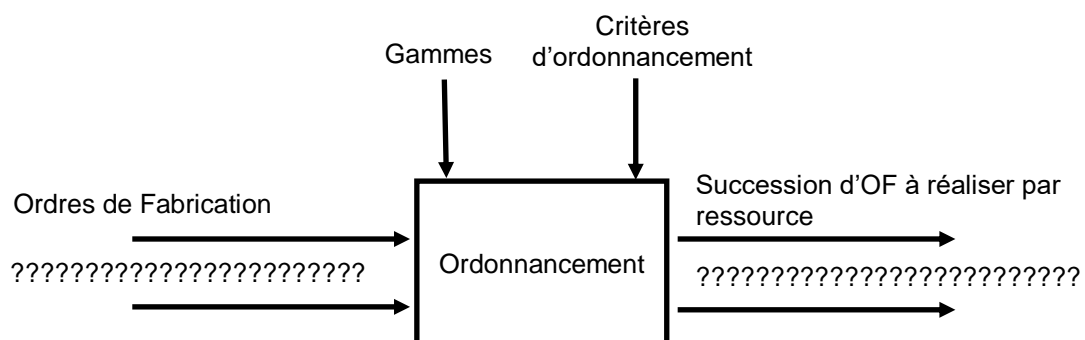 Critères
Gammes
d’ordonnancement
Succession d’OF à réaliser par
Ordres de Fabrication
ressource
Ordonnancement
????????????????????????
??????????????????????????